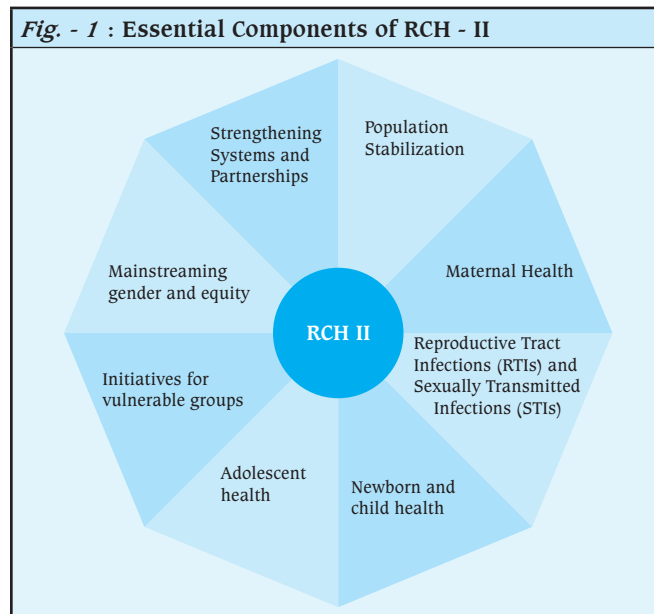 Fig. - 1 : Essential Components of RCH - II
Strengthening
Systems and
Partnerships
Population
Stabilization
Mainstreaming
gender and equity
Maternal Health
RCH II
Reproductive Tract
Infections (RTIs) and
Sexually Transmitted
Infections (STIs)
Initiatives for
vulnerable groups
Adolescent
health
Newborn and
child health